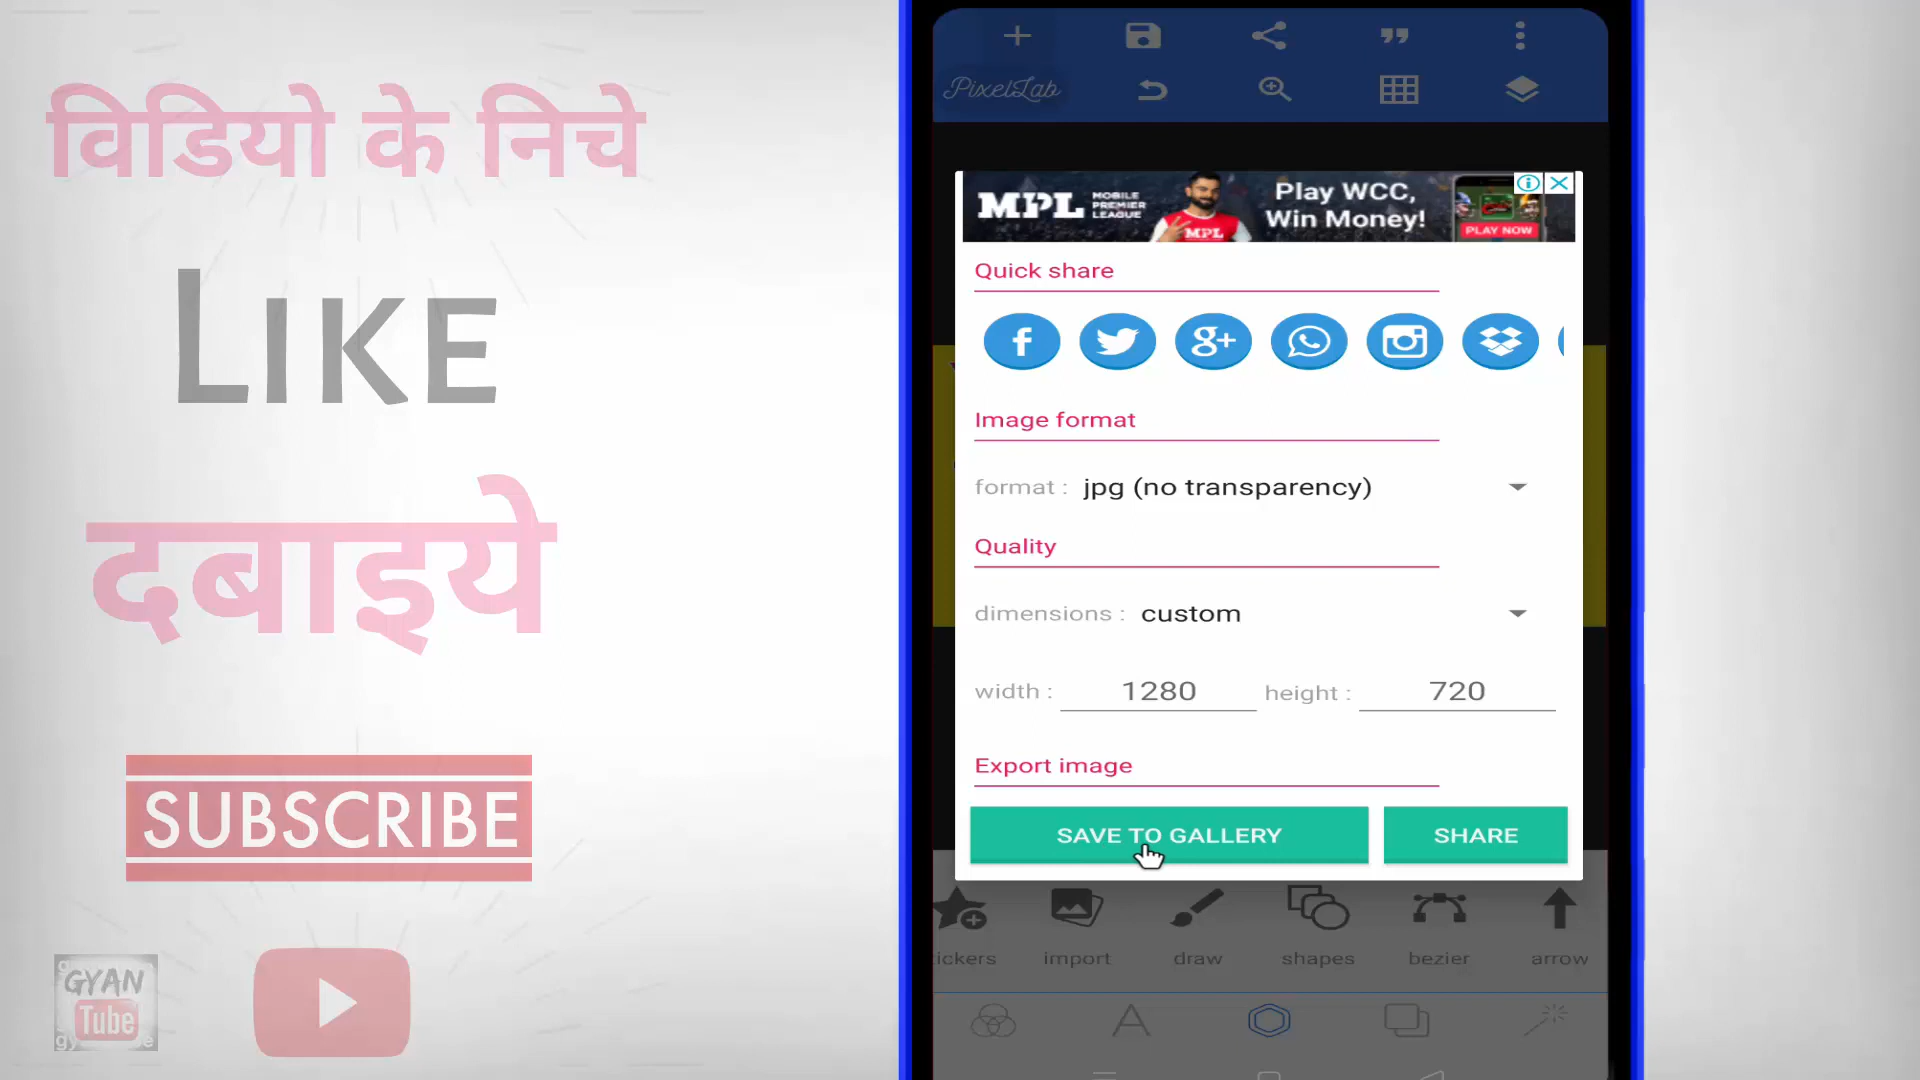 विडियो के निचे
LIKE
दबाइये
SUBSCRIBE
GYAN
Tube
PixelLab
MPL MOBILE PREMIER LEAGUE
MPL
Play WCC,
Win Money!
PLAY NOW
Quick share
Image format
format : jpg (no transparency)
Quality
dimensions : custom
width : 1280 height : 720
Export image
SAVE TO GALLERY SHARE
ickers import draw shapes bezier arrow